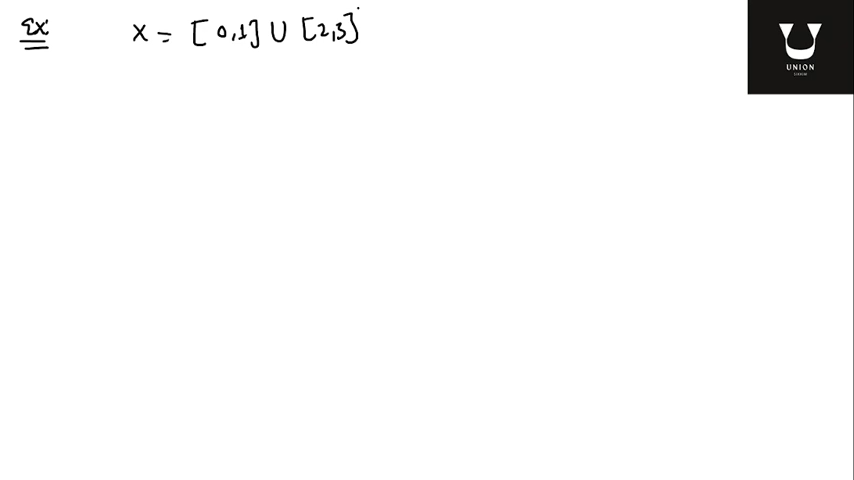 Ex X = [0,1] ∪ [2,3]
UNION